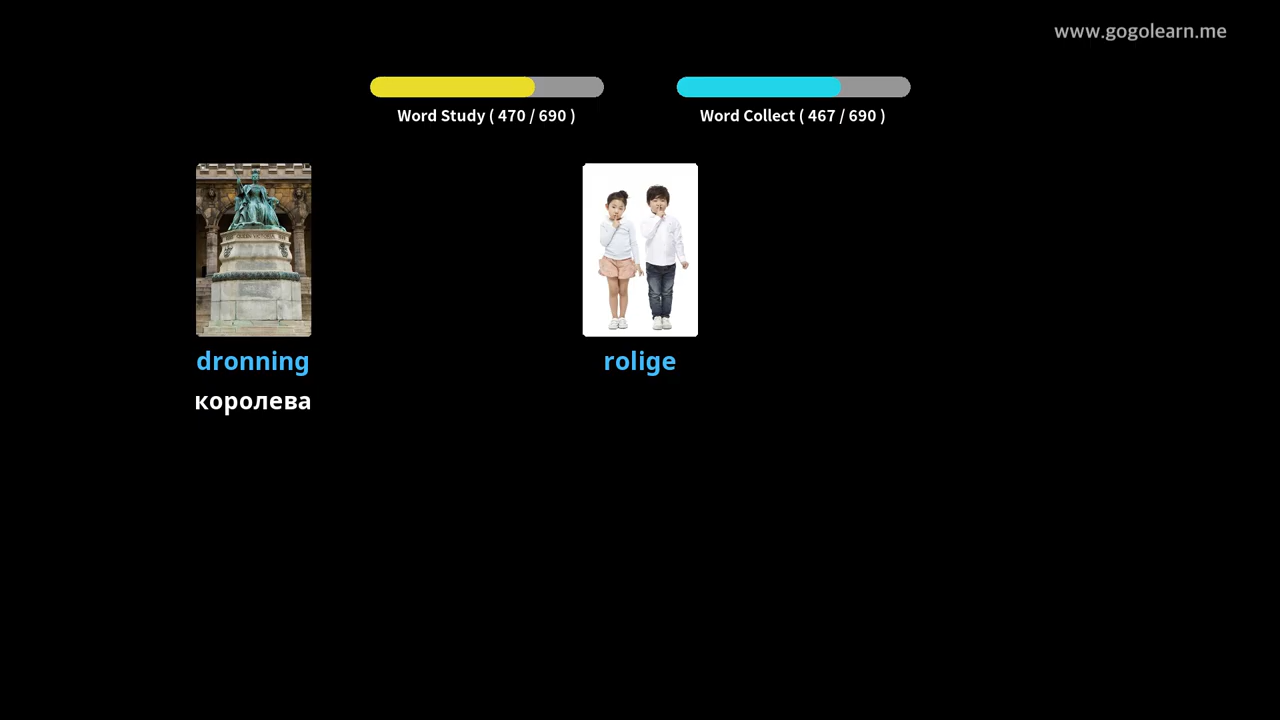 www.gogolearn.me
Word Study ( 470 / 690 )
Word Collect ( 467 / 690 )
dronning
rolige
королева